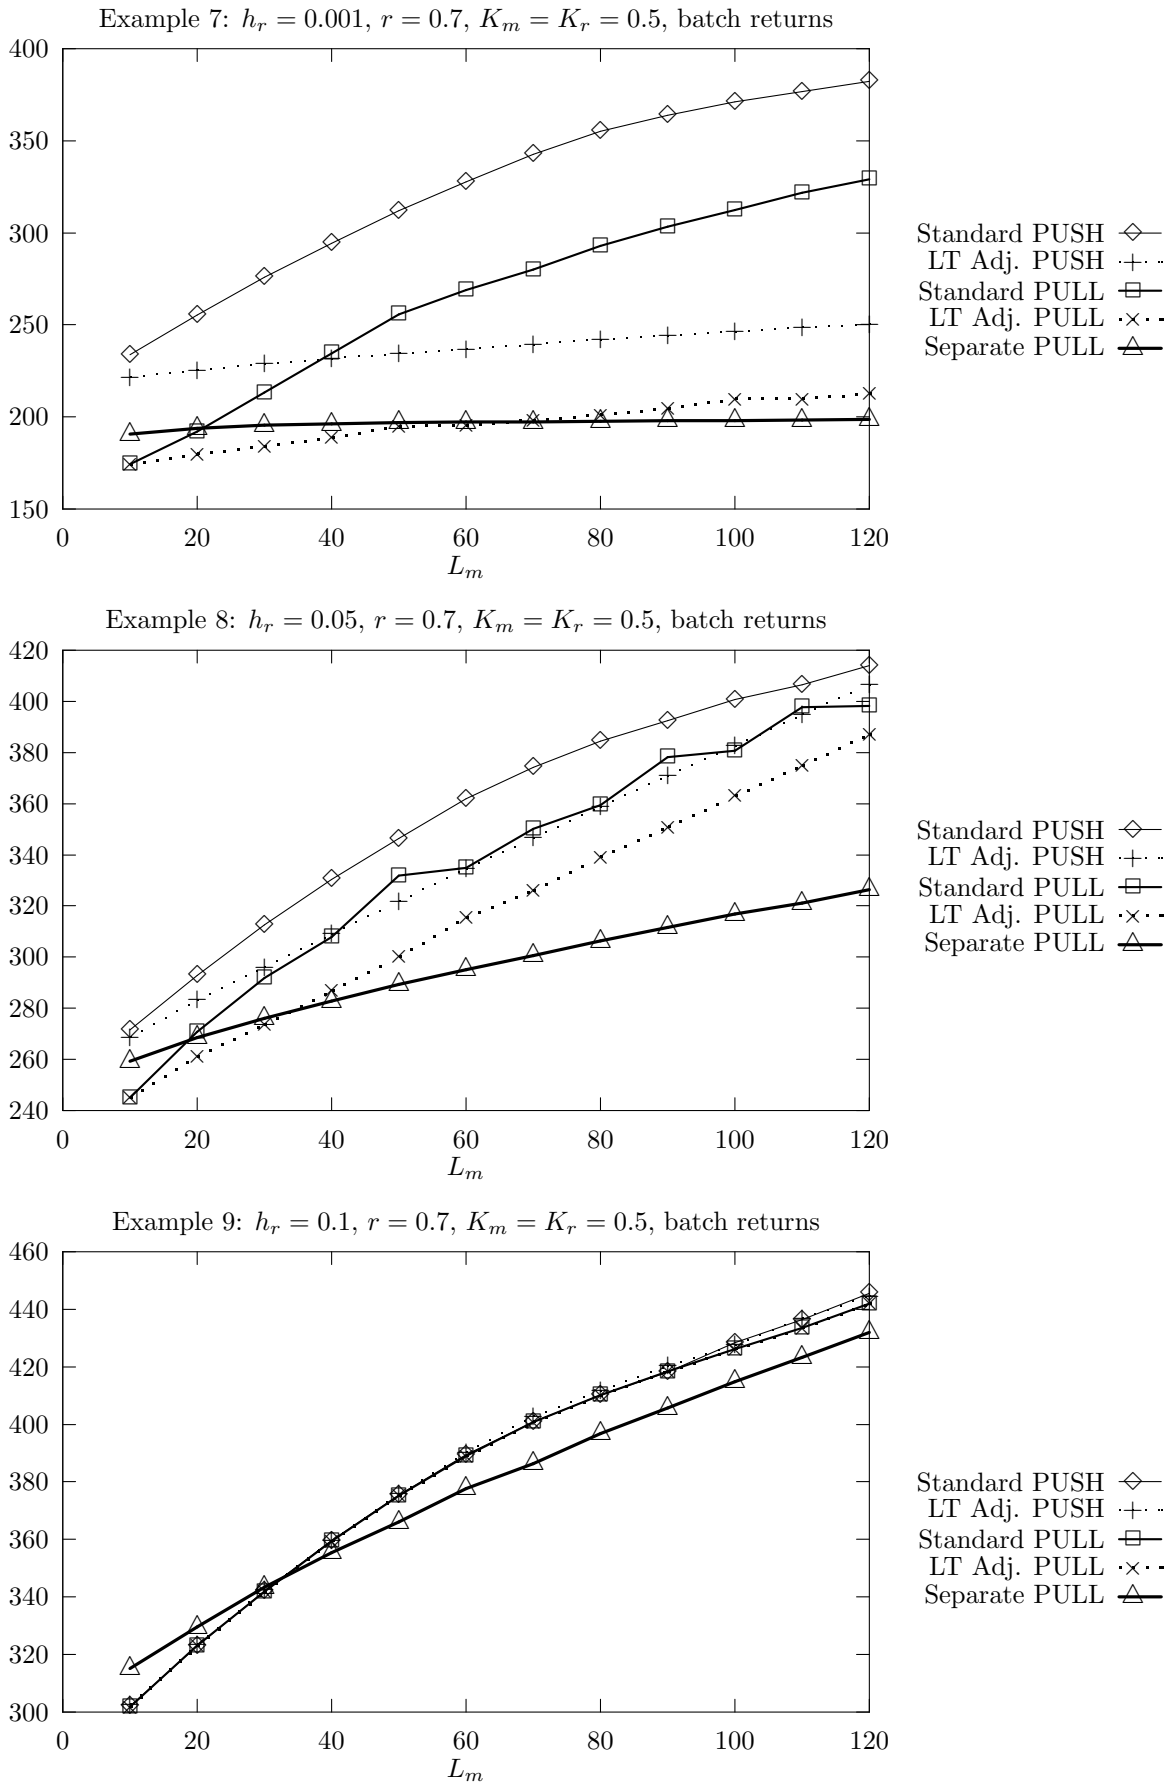 Example 7: h_r = 0.001, r = 0.7, K_m = K_r = 0.5, batch returns
400
350
300
250
200
150
0 20 40 60 80 100 120
L_m
Standard PUSH
LT Adj. PUSH
Standard PULL
LT Adj. PULL
Separate PULL
Example 8: h_r = 0.05, r = 0.7, K_m = K_r = 0.5, batch returns
420
400
380
360
340
320
300
280
260
240
0 20 40 60 80 100 120
L_m
Standard PUSH
LT Adj. PUSH
Standard PULL
LT Adj. PULL
Separate PULL
Example 9: h_r = 0.1, r = 0.7, K_m = K_r = 0.5, batch returns
460
440
420
400
380
360
340
320
300
0 20 40 60 80 100 120
L_m
Standard PUSH
LT Adj. PUSH
Standard PULL
LT Adj. PULL
Separate PULL